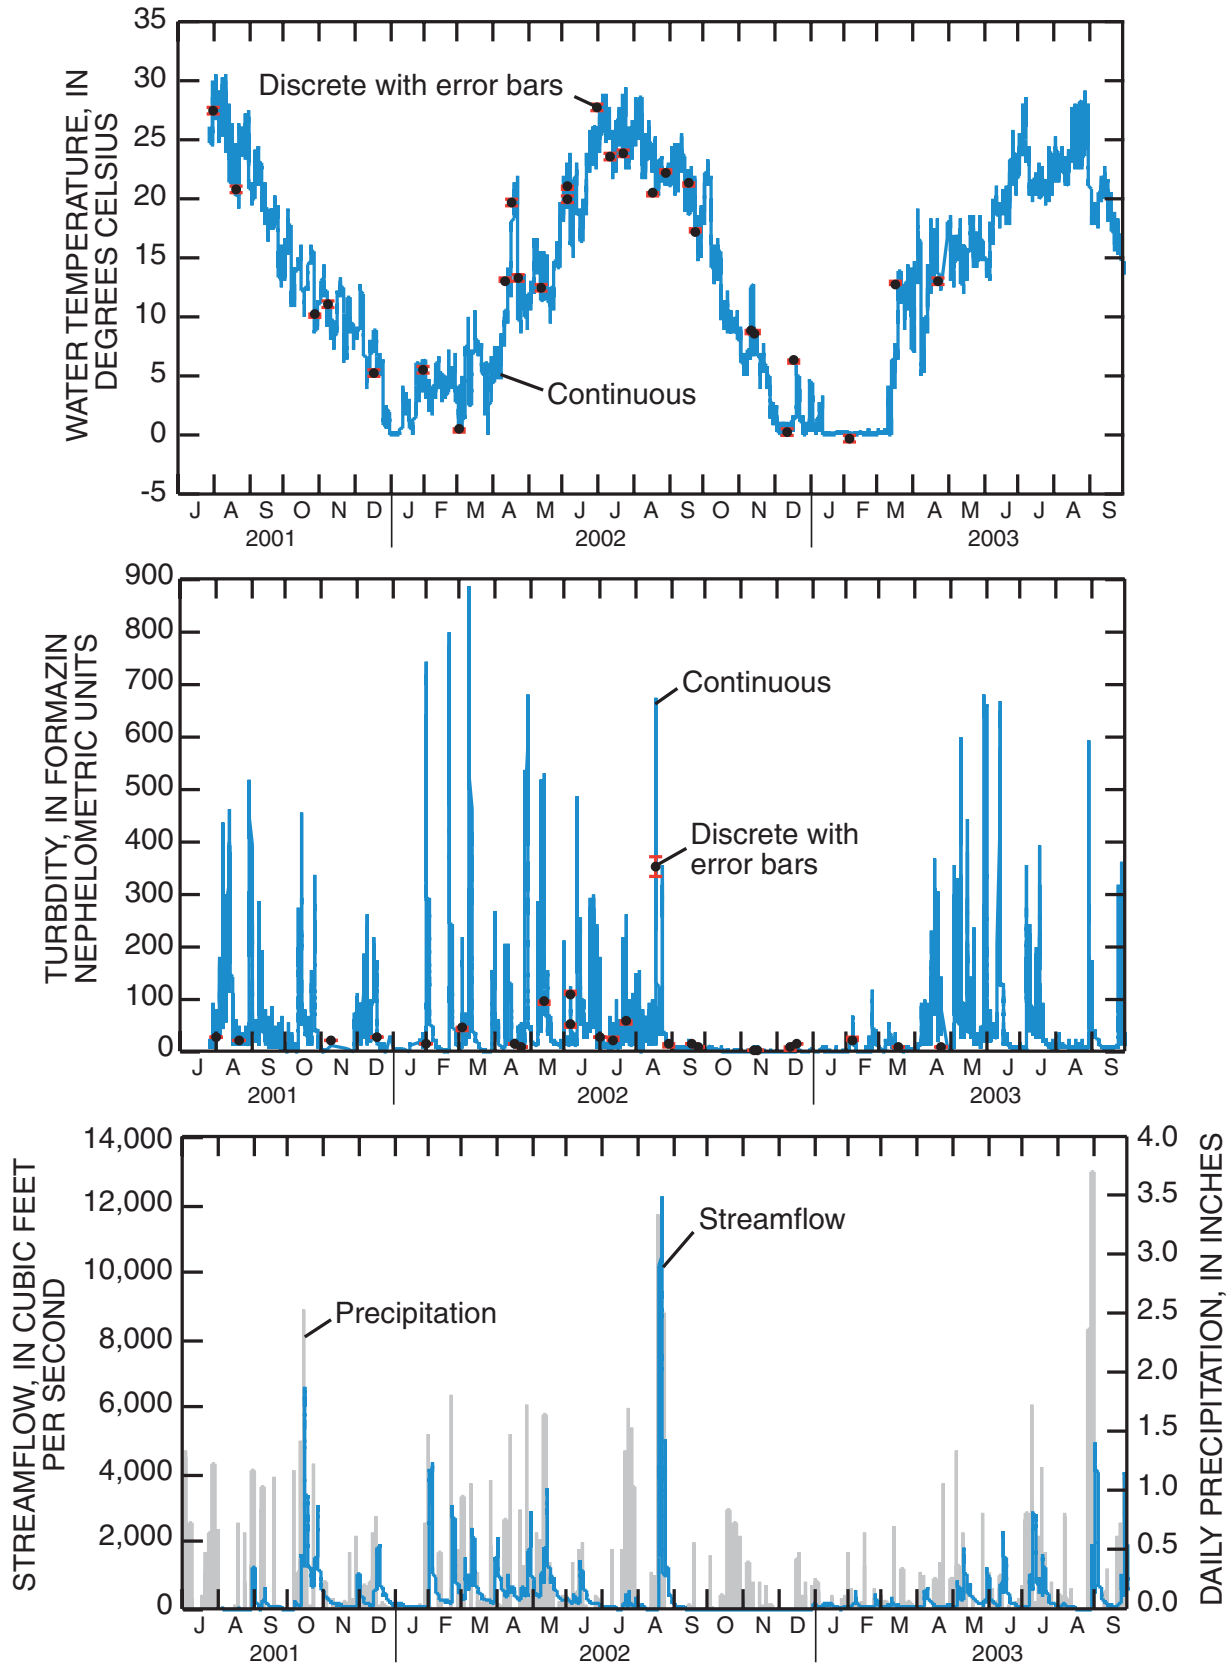 35
30
25
20
15
10
5
0
-5
WATER TEMPERATURE, IN
DEGREES CELSIUS
Discrete with error bars
Continuous
J A S O N D J F M A M J J A S O N D J F M A M J J A S
2001 2002 2003
900
800
700
600
500
400
300
200
100
0
TURBDITY, IN FORMAZIN
NEPHELOMETRIC UNITS
Continuous
Discrete with
error bars
J A S O N D J F M A M J J A S O N D J F M A M J J A S
2001 2002 2003
14,000
12,000
10,000
8,000
6,000
4,000
2,000
0
STREAMFLOW, IN CUBIC FEET
PER SECOND
Precipitation
Streamflow
4.0
3.5
3.0
2.5
2.0
1.5
1.0
0.5
0.0
DAILY PRECIPITATION, IN INCHES
J A S O N D J F M A M J J A S O N D J F M A M J J A S
2001 2002 2003